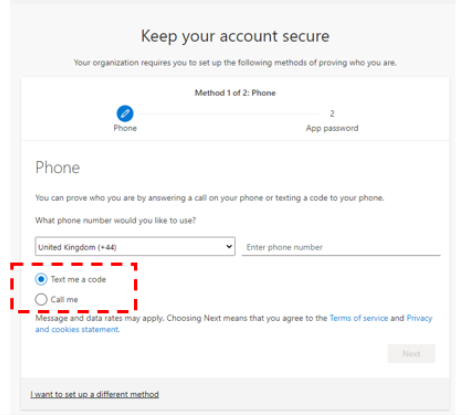 Keep your account secure
Your organization requires you to set up the following methods of proving who you are.
Method 1 of 2: Phone
2
Phone
App password
Phone
You can prove who you are by answering a call on your phone or texting a code to your phone.
What phone number would you like to use?
United Kingdom (+44)
Enter phone number
Text me a code
Call me
Message and data rates may apply. Choosing Next means that you agree to the Terms of service and Privacy
and cookies statement.
Next
I want to set up a different method